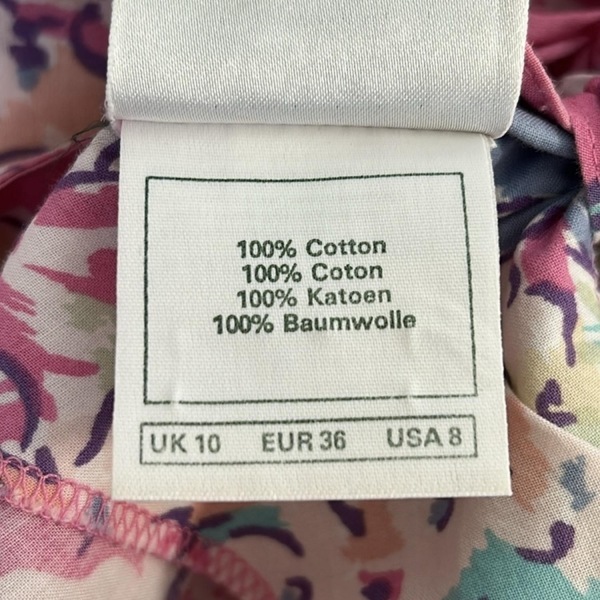 100% Cotton
100% Coton
100% Katoen
100% Baumwolle
UK 10 EUR 36 USA 8